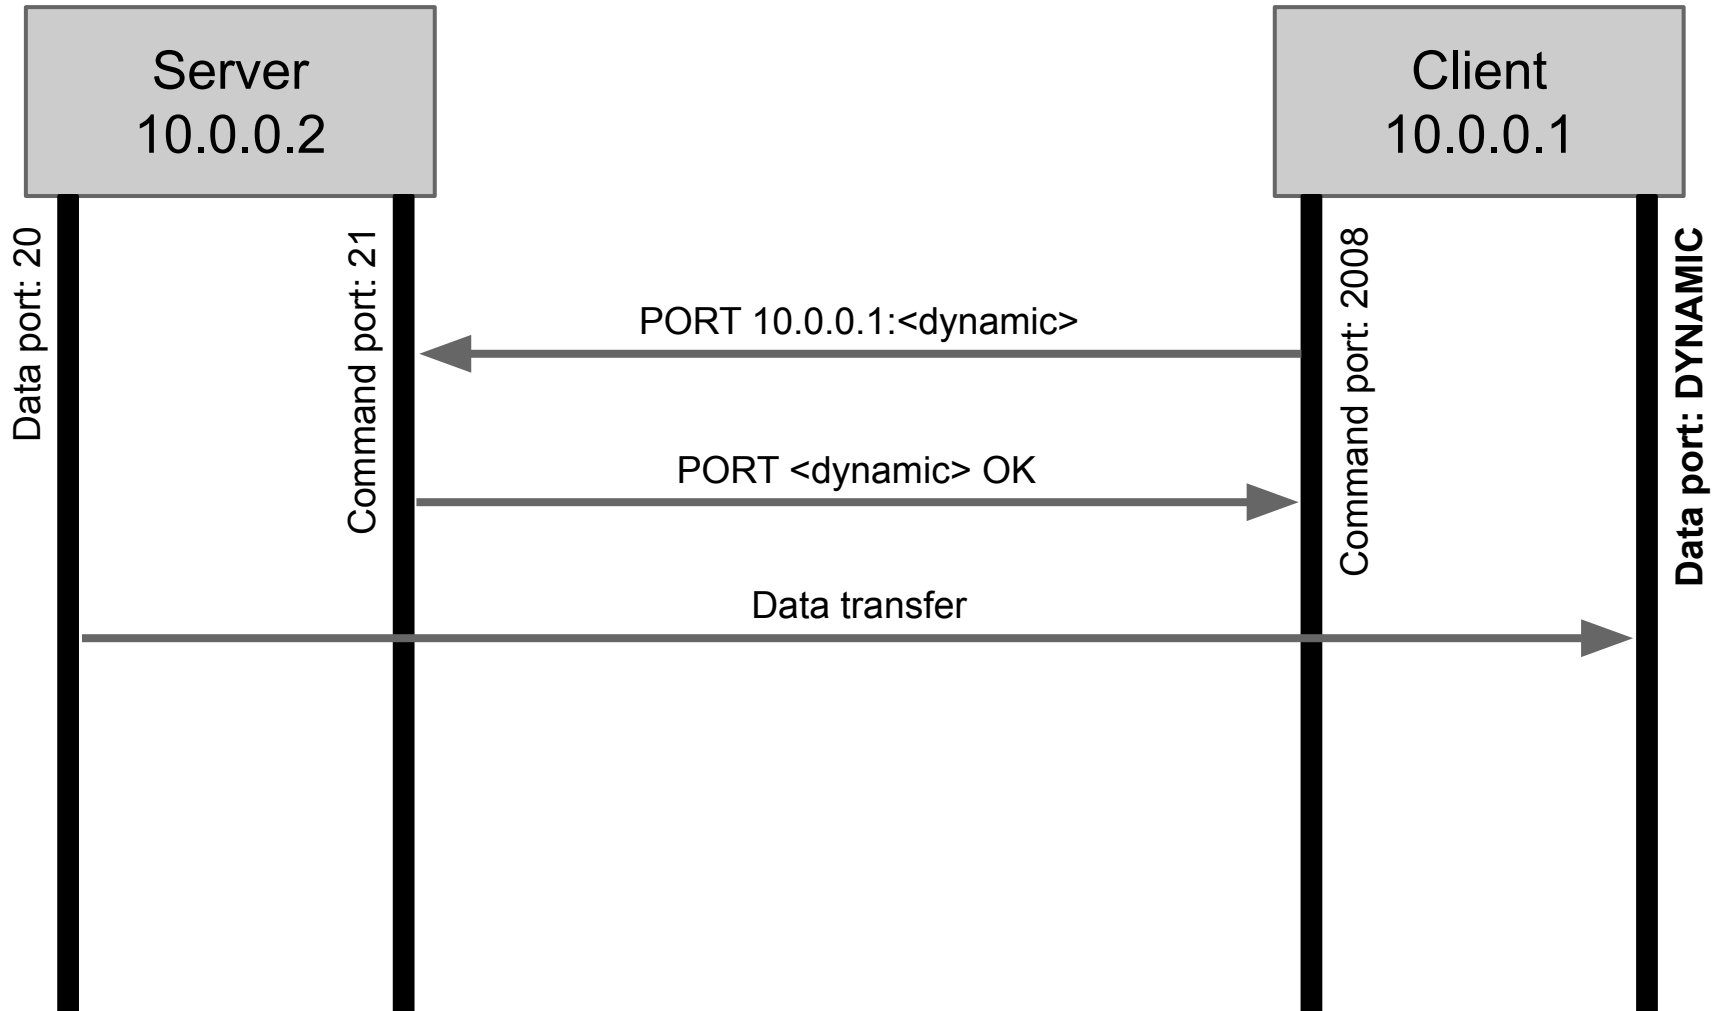 Server
10.0.0.2
Client
10.0.0.1
Data port: 20
Command port: 21
Command port: 2008
Data port: DYNAMIC
PORT 10.0.0.1:<dynamic>
PORT <dynamic> OK
Data transfer